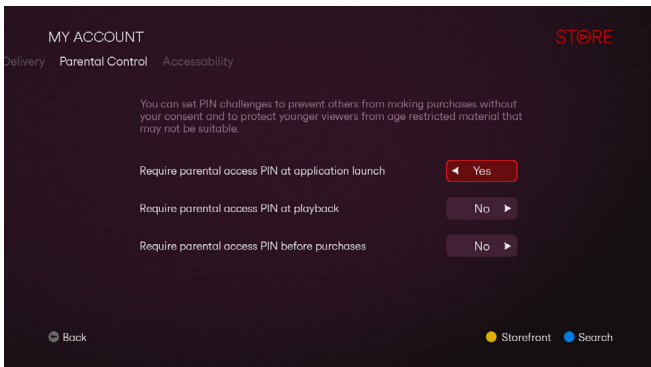 MY ACCOUNT
STORE
Delivery Parental Control Accessability
You can set PIN challenges to prevent others from making purchases without
your consent and to protect younger viewers from age restricted material that
may not be suitable.
Require parental access PIN at application launch Yes
Require parental access PIN at playback No
Require parental access PIN before purchases No
Back
Storefront Search